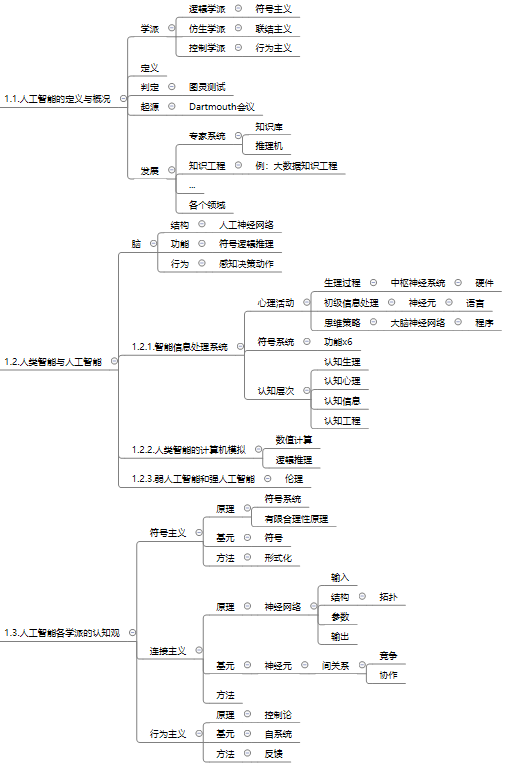 1.1.人工智能的定义与概况
学派
逻辑学派 符号主义
仿生学派 联结主义
控制学派 行为主义
定义
判定 图灵测试
起源 Dartmouth会议
发展
专家系统
知识库
推理机
知识工程 例：大数据知识工程
...
各个领域
1.2.人类智能与人工智能
脑
结构 人工神经网络
功能 符号逻辑推理
行为 感知决策动作
1.2.1.智能信息处理系统
心理活动
生理过程 中枢神经系统 硬件
初级信息处理 神经元 语言
思维策略 大脑神经网络 程序
符号系统 功能x6
认知层次
认知生理
认知心理
认知信息
认知工程
1.2.2.人类智能的计算机模拟
数值计算
逻辑推理
1.2.3.弱人工智能和强人工智能 伦理
1.3.人工智能各学派的认知观
符号主义
原理
符号系统
有限合理性原理
基元 符号
方法 形式化
连接主义
原理 神经网络
输入
结构 拓扑
参数
输出
基元 神经元 间关系
竞争
协作
方法
行为主义
原理 控制论
基元 自系统
方法 反馈